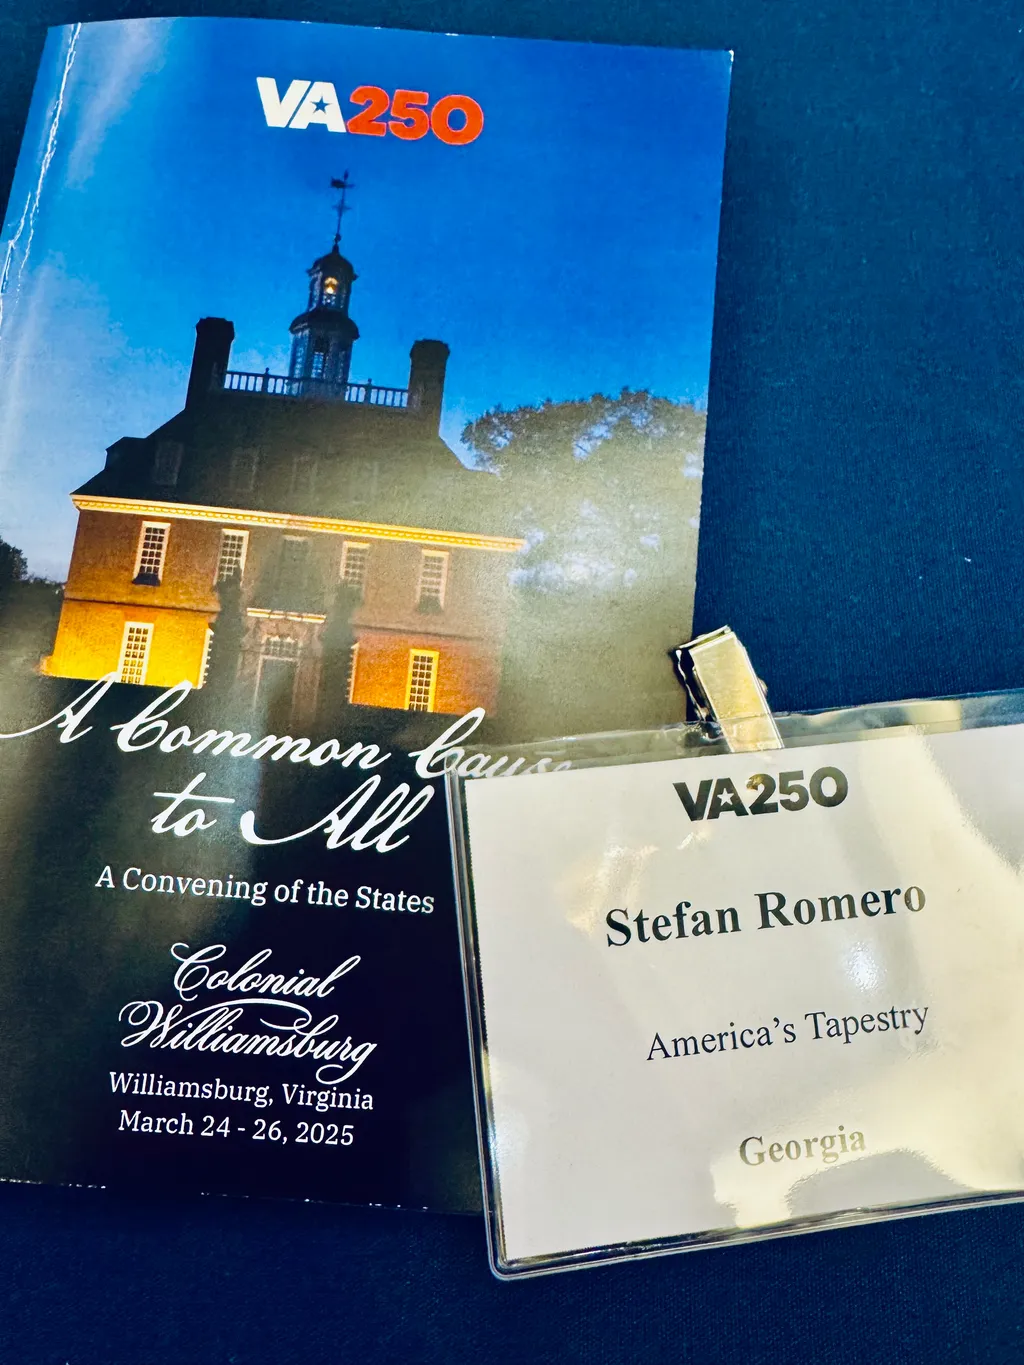 VA250
A Common Cause
to All
A Convening of the States
Colonial
Williamsburg
Williamsburg, Virginia
March 24 - 26, 2025
VA250
Stefan Romero
America's Tapestry
Georgia